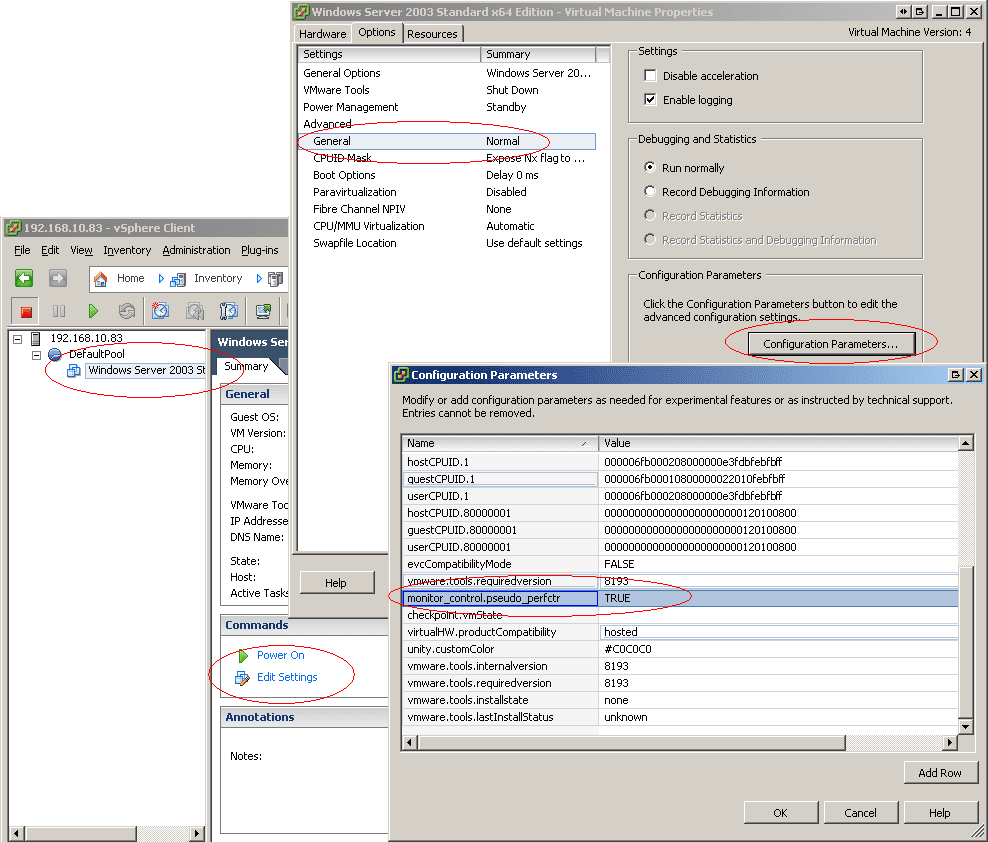 Windows Server 2003 Standard x64 Edition - Virtual Machine Properties
Hardware Options Resources
Virtual Machine Version: 4
Settings Summary
General Options Windows Server 20...
VMware Tools Shut Down
Power Management Standby
Advanced
General Normal
CPUID Mask Expose Nx flag to ...
Boot Options Delay 0 ms
Paravirtualization Disabled
Fibre Channel NPIV None
CPU/MMU Virtualization Automatic
Swapfile Location Use default settings
Settings
Disable acceleration
Enable logging
Debugging and Statistics
Run normally
Record Debugging Information
Record Statistics
Record Statistics and Debugging Information
Configuration Parameters
Click the Configuration Parameters button to edit the
advanced configuration settings.
Configuration Parameters...
Help
192.168.10.83 - vSphere Client
File Edit View Inventory Administration Plug-ins
Home Inventory
192.168.10.83
DefaultPool
Windows Server 2003 St
Windows Ser
Summary
General
Guest OS:
VM Version:
CPU:
Memory:
Memory Ove
VMware Too
IP Addresse
DNS Name:
State:
Host:
Active Tasks
Commands
Power On
Edit Settings
Annotations
Notes:
Configuration Parameters
Modify or add configuration parameters as needed for experimental features or as instructed by technical support.
Entries cannot be removed.
Name Value
hostCPUID.1 000006fb000208000000e3fdbfebfbff
guestCPUID.1 000006fb00010800000022010febfbff
userCPUID.1 000006fb000208000000e3fdbfebfbff
hostCPUID.80000001 00000000000000000000000120100800
guestCPUID.80000001 00000000000000000000000120100800
userCPUID.80000001 00000000000000000000000120100800
evcCompatibilityMode FALSE
vmware.tools.requiredversion 8193
monitor_control.pseudo_perfctr TRUE
checkpoint.vmState
virtualHW.productCompatibility hosted
unity.customColor #C0C0C0
vmware.tools.internalversion 8193
vmware.tools.requiredversion 8193
vmware.tools.installstate none
vmware.tools.lastInstallStatus unknown
Add Row
OK Cancel Help